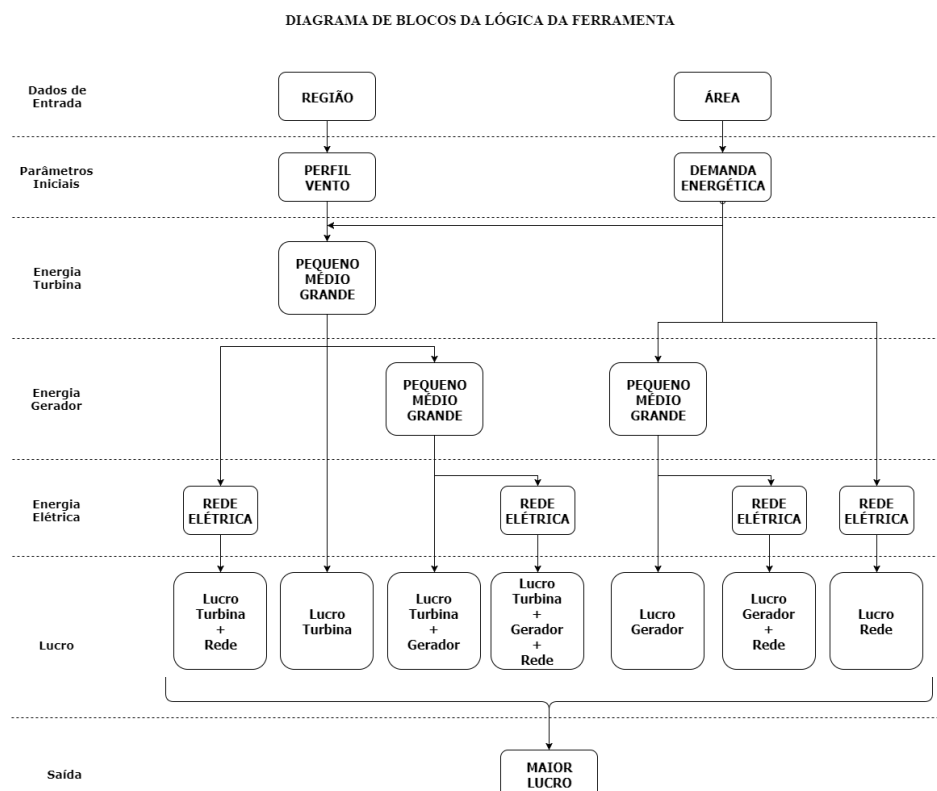 DIAGRAMA DE BLOCOS DA LÓGICA DA FERRAMENTA
Dados de
Entrada
REGIÃO
ÁREA
Parâmetros
Iniciais
PERFIL
VENTO
DEMANDA
ENERGÉTICA
Energia
Turbina
PEQUENO
MÉDIO
GRANDE
Energia
Gerador
PEQUENO
MÉDIO
GRANDE
PEQUENO
MÉDIO
GRANDE
Energia
Elétrica
REDE
ELÉTRICA
REDE
ELÉTRICA
REDE
ELÉTRICA
REDE
ELÉTRICA
Lucro
Lucro
Turbina
+
Rede
Lucro
Turbina
Lucro
Turbina
+
Gerador
Lucro
Turbina
+
Gerador
+
Rede
Lucro
Gerador
Lucro
Gerador
+
Rede
Lucro
Rede
Saída
MAIOR
LUCRO